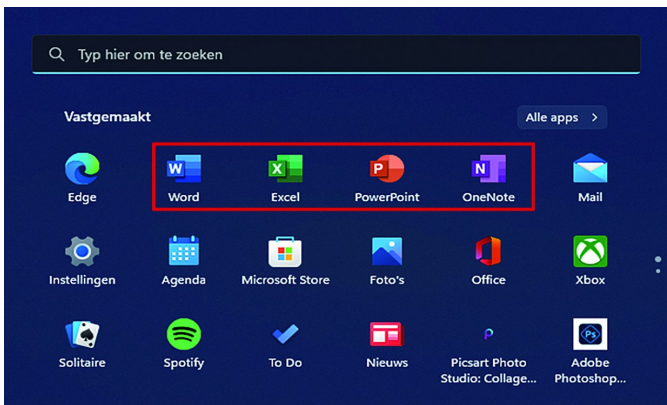 Typ hier om te zoeken
Vastgemaakt
Alle apps >
Edge
Word
Excel
PowerPoint
OneNote
Mail
Instellingen
Agenda
Microsoft Store
Foto's
Office
Xbox
Solitaire
Spotify
To Do
Nieuws
Picsart Photo
Studio: Collage...
Adobe
Photoshop...